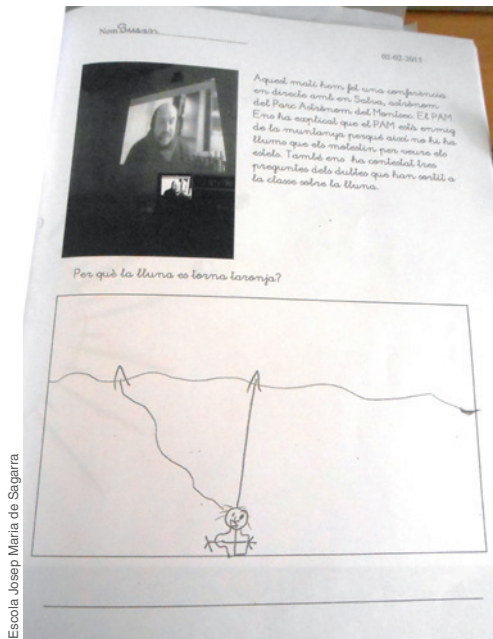 Nom
05-02-2013
Aquest matí hem fet una conferència
en directe amb en Salva, astrònom
del Parc Astrònom del Montsec. EL PAM.
Ens ha explicat que el PAM està enmig
de la muntanya perquè així no hi ha
llums que els molestin per veure els
estels. També ens ha contestat tres
preguntes dels dubtes que han sortit a
la classe sobre la lluna.
Per què la lluna es torna taronja?
Escola Josep Maria de Sagarra